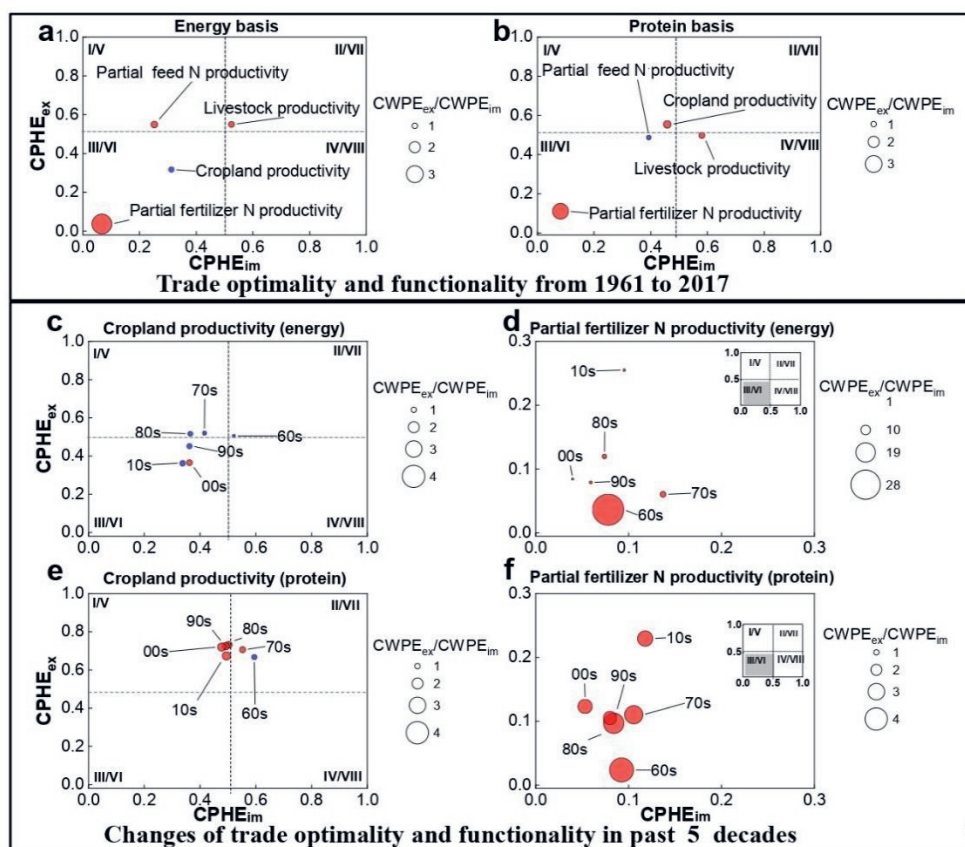 a
Energy basis
CPHEex
1.0
0.8
0.6
0.4
0.2
0.0
I/V
II/VII
Partial feed N productivity
Livestock productivity
III/VI
IV/VIII
Cropland productivity
Partial fertilizer N productivity
0.0 0.2 0.4 0.6 0.8 1.0
CPHEim
CWPEex/CWPEim
1
2
3
b
Protein basis
1.0
0.8
0.6
0.4
0.2
0.0
I/V
II/VII
Partial feed N productivity
Cropland productivity
III/VI
IV/VIII
Livestock productivity
Partial fertilizer N productivity
0.0 0.2 0.4 0.6 0.8 1.0
CPHEim
CWPEex/CWPEim
1
2
3
Trade optimality and functionality from 1961 to 2017
c
Cropland productivity (energy)
CPHEex
1.0
0.8
0.6
0.4
0.2
0.0
I/V
II/VII
70s
80s
60s
90s
10s
00s
III/VI
IV/VIII
0.0 0.2 0.4 0.6 0.8 1.0
CWPEex/CWPEim
1
2
3
4
d
Partial fertilizer N productivity (energy)
0.3
0.2
0.1
0.0
10s
80s
00s
90s
70s
60s
1.0
0.5
I/V
II/VII
III/VI
IV/VIII
0.0 0.5 1.0
0.0 0.1 0.2 0.3
CWPEex/CWPEim
1
10
19
28
e
Cropland productivity (protein)
CPHEex
1.0
0.8
0.6
0.4
0.2
0.0
I/V
II/VII
90s
80s
00s
70s
10s
60s
III/VI
IV/VIII
0.0 0.2 0.4 0.6 0.8 1.0
CPHEim
CWPEex/CWPEim
1
2
3
4
f
Partial fertilizer N productivity (protein)
0.3
0.2
0.1
0.0
10s
00s
90s
70s
80s
60s
1.0
0.5
I/V
II/VII
III/VI
IV/VIII
0.0 0.5 1.0
0.0 0.1 0.2 0.3
CPHEim
CWPEex/CWPEim
1
2
3
4
Changes of trade optimality and functionality in past 5 decades